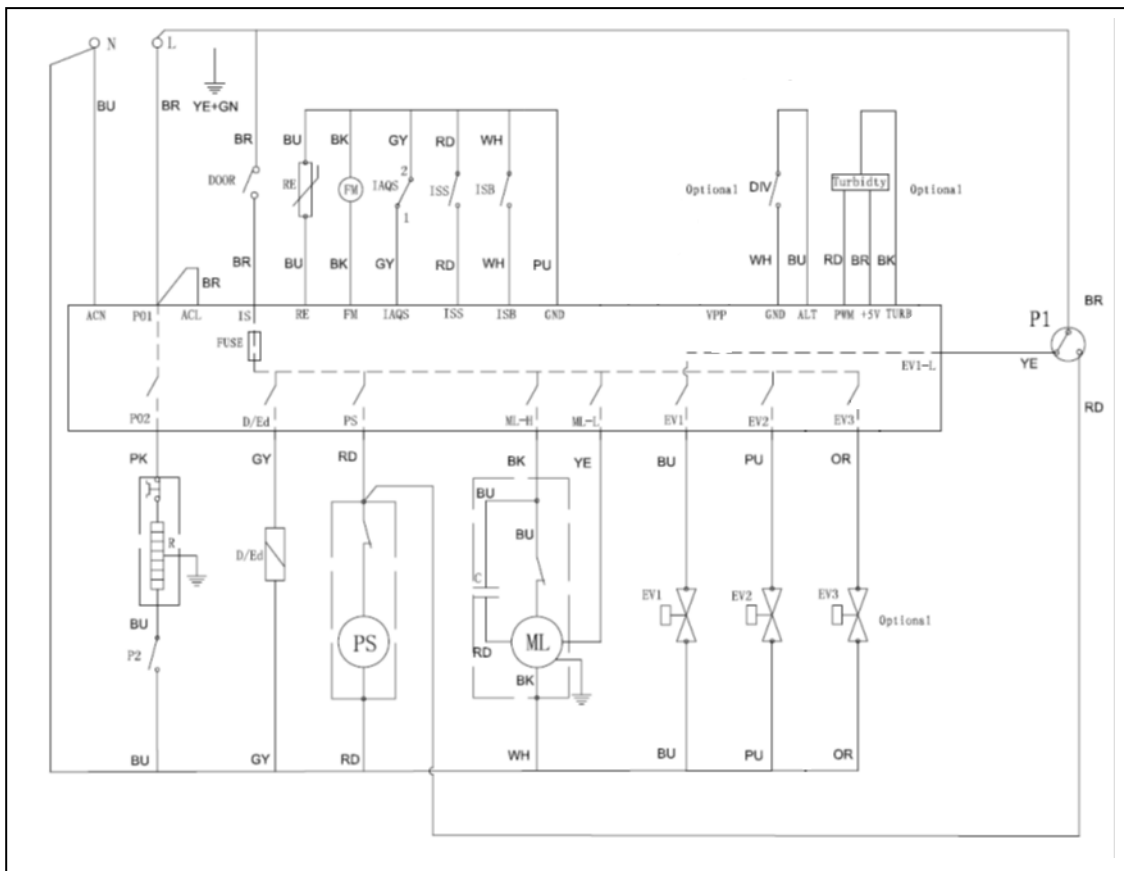 N L
BU BR YE+GN
BR BU BK GY RD WH
DOOR RE FM IAQS 2 1 ISS ISB Optional DIV Turbidty Optional
BR BU BK GY RD WH PU WH BU RD BR BK
BR
ACN PO1 ACL IS RE FM IAQS ISS ISB GND VPP GND ALT PWM +5V TURB
BR
P1
FUSE
EV1-L YE
RD
PO2 D/Ed PS ML-H ML-L EV1 EV2 EV3
PK GY RD BK YE BU PU OR
BU
BU
R D/Ed C
EV1 EV2 EV3 Optional
BU
PS ML
P2 RD
BK
BU GY RD WH BU PU OR